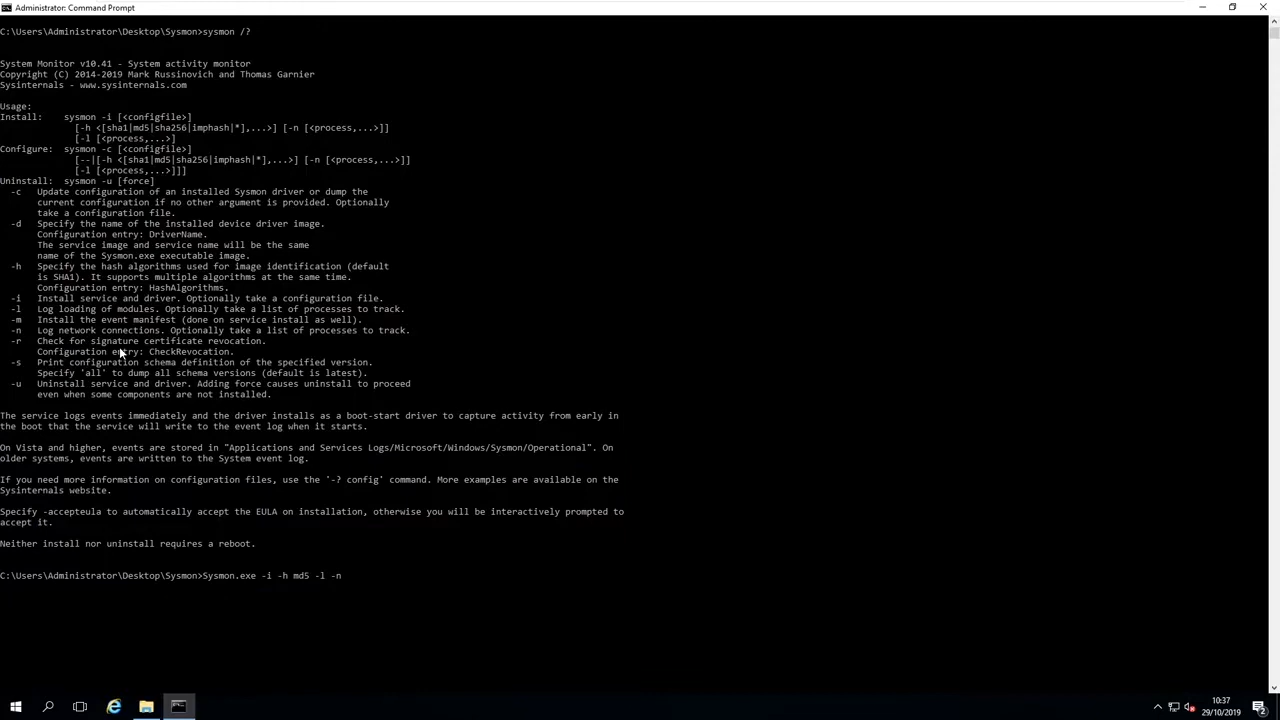 Administrator: Command Prompt
C:\Users\Administrator\Desktop\Sysmon>sysmon /?
System Monitor v10.41 - System activity monitor
Copyright (C) 2014-2019 Mark Russinovich and Thomas Garnier
Sysinternals - www.sysinternals.com
Usage:
Install:    sysmon -i [<configfile>]
              [-h <[sha1|md5|sha256|imphash|*],...>] [-n [<process,...>]]
              [-l (<process,...>)]
Configure:  sysmon -c [<configfile>]
              [--|[-h <[sha1|md5|sha256|imphash|*],...>] [-n [<process,...>]]
              [-l [<process,...>]]]
Uninstall:  sysmon -u [force]
  -c   Update configuration of an installed Sysmon driver or dump the
       current configuration if no other argument is provided. Optionally
       take a configuration file.
  -d   Specify the name of the installed device driver image.
       Configuration entry: DriverName.
       The service image and service name will be the same
       name of the Sysmon.exe executable image.
  -h   Specify the hash algorithms used for image identification (default
       is SHA1). It supports multiple algorithms at the same time.
       Configuration entry: HashAlgorithms.
  -i   Install service and driver. Optionally take a configuration file.
  -l   Log loading of modules. Optionally take a list of processes to track.
  -m   Install the event manifest (done on service install as well).
  -n   Log network connections. Optionally take a list of processes to track.
  -r   Check for signature certificate revocation.
       Configuration entry: CheckRevocation.
  -s   Print configuration schema definition of the specified version.
       Specify 'all' to dump all schema versions (default is latest).
  -u   Uninstall service and driver. Adding force causes uninstall to proceed
       even when some components are not installed.
The service logs events immediately and the driver installs as a boot-start driver to capture activity from early in
the boot that the service will write to the event log when it starts.
On Vista and higher, events are stored in "Applications and Services Logs/Microsoft/Windows/Sysmon/Operational". On
older systems, events are written to the System event log.
If you need more information on configuration files, use the '-? config' command. More examples are available on the
Sysinternals website.
Specify -accepteula to automatically accept the EULA on installation, otherwise you will be interactively prompted to
accept it.
Neither install nor uninstall requires a reboot.
C:\Users\Administrator\Desktop\Sysmon>Sysmon.exe -i -h md5 -l -n
10:37
29/10/2019
2